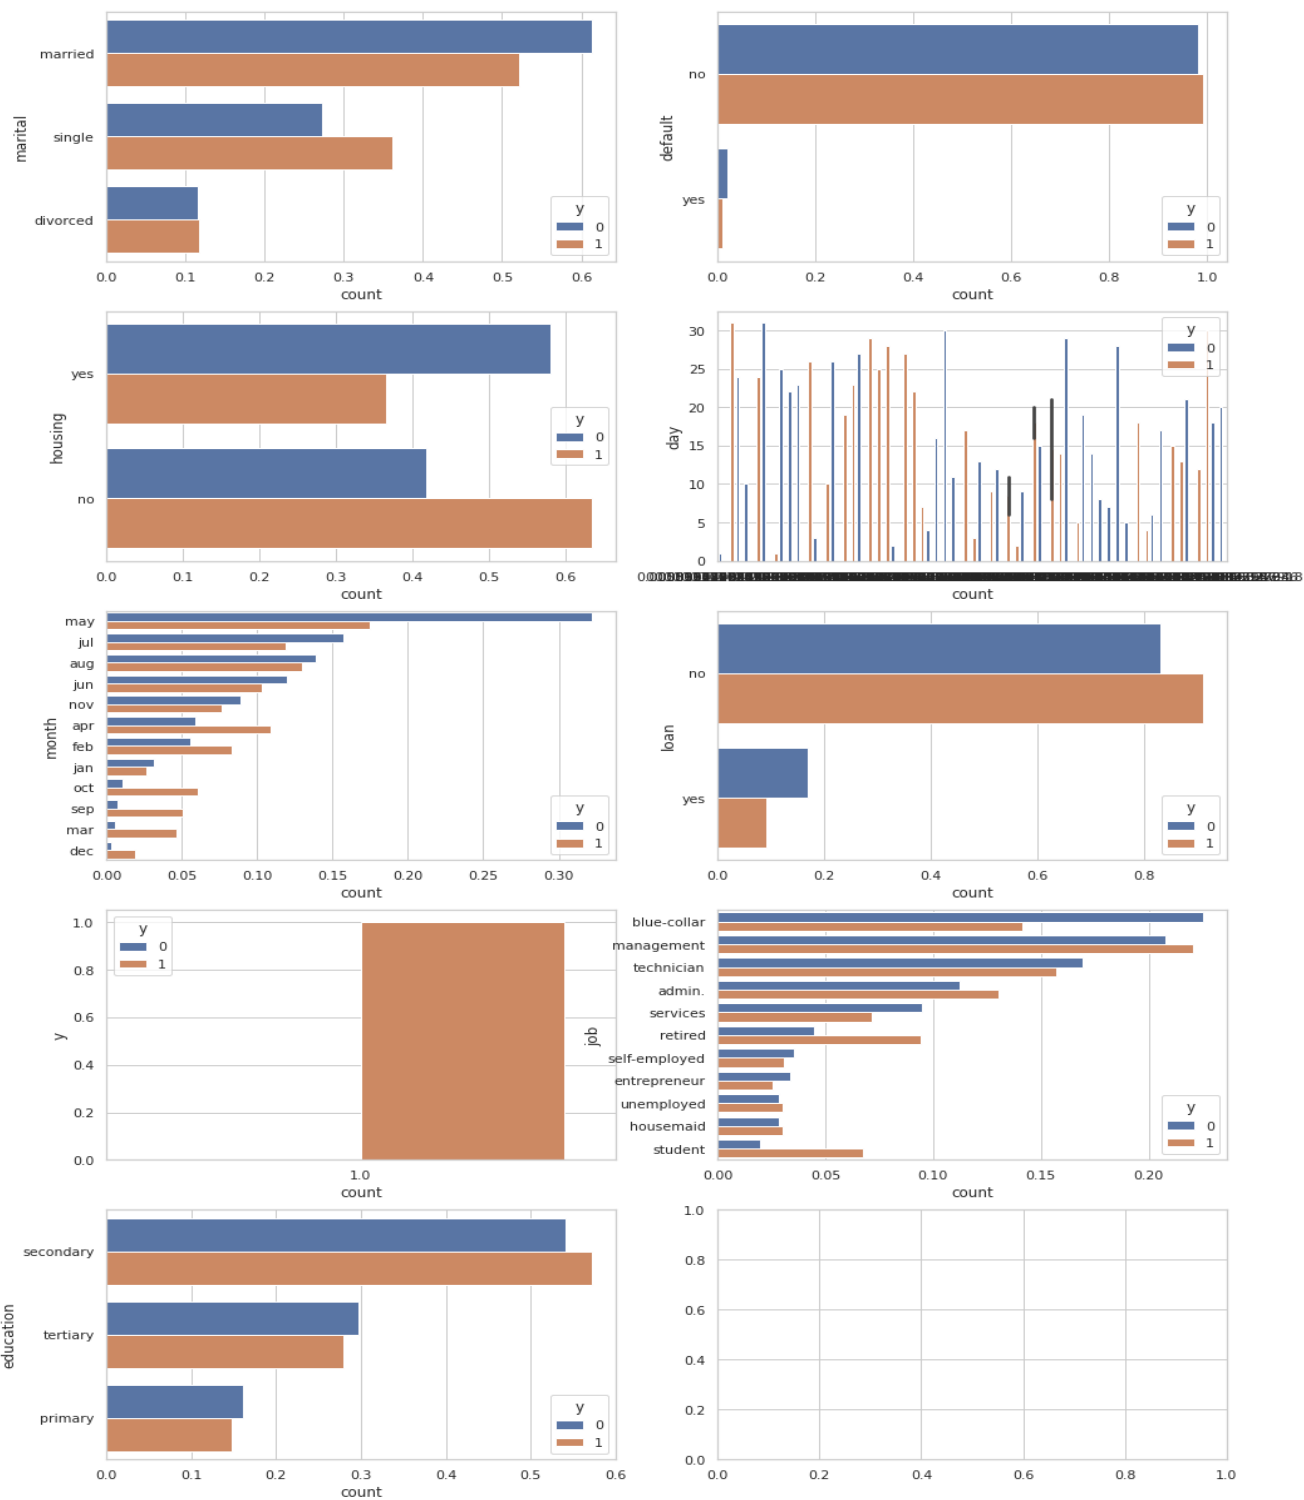 married
single
divorced
marital
0.0 0.1 0.2 0.3 0.4 0.5 0.6
count
y
0
1
no
yes
default
0.0 0.2 0.4 0.6 0.8 1.0
count
y
0
1
yes
no
housing
0.0 0.1 0.2 0.3 0.4 0.5 0.6
count
y
0
1
30
25
20
15
10
5
0
day
count
y
0
1
may
jul
aug
jun
nov
apr
feb
jan
oct
sep
mar
dec
month
0.00 0.05 0.10 0.15 0.20 0.25 0.30
count
y
0
1
no
yes
loan
0.0 0.2 0.4 0.6 0.8
count
y
0
1
1.0
0.8
0.6
0.4
0.2
0.0
y
1.0
count
y
0
1
blue-collar
management
technician
admin.
services
retired
self-employed
entrepreneur
unemployed
housemaid
student
job
0.00 0.05 0.10 0.15 0.20
count
y
0
1
secondary
tertiary
primary
education
0.0 0.1 0.2 0.3 0.4 0.5 0.6
count
y
0
1
1.0
0.8
0.6
0.4
0.2
0.0
0.0 0.2 0.4 0.6 0.8 1.0